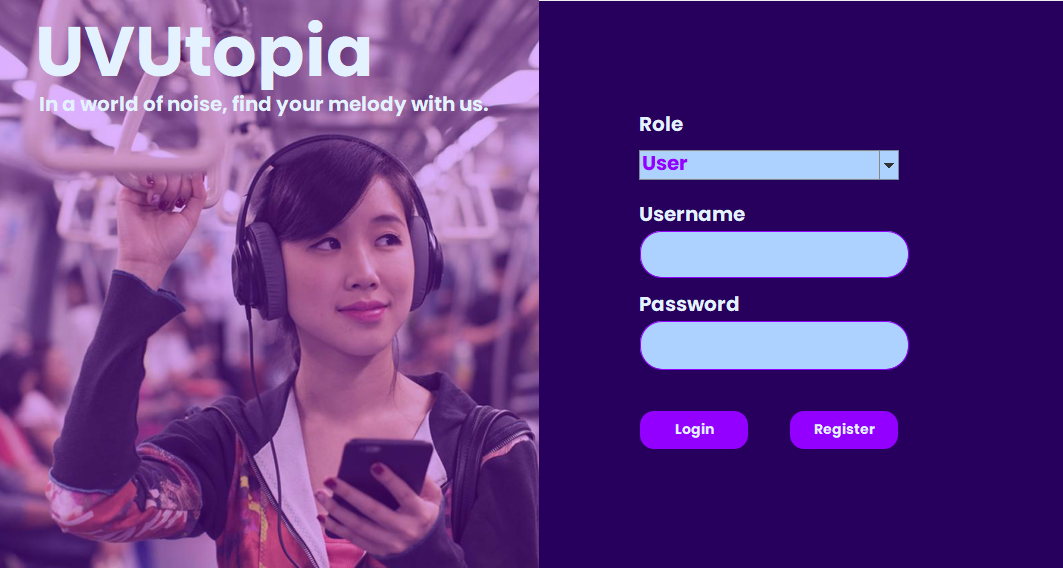 UVUtopia
In a world of noise, find your melody with us.
Role
User
Username
Password
Login
Register